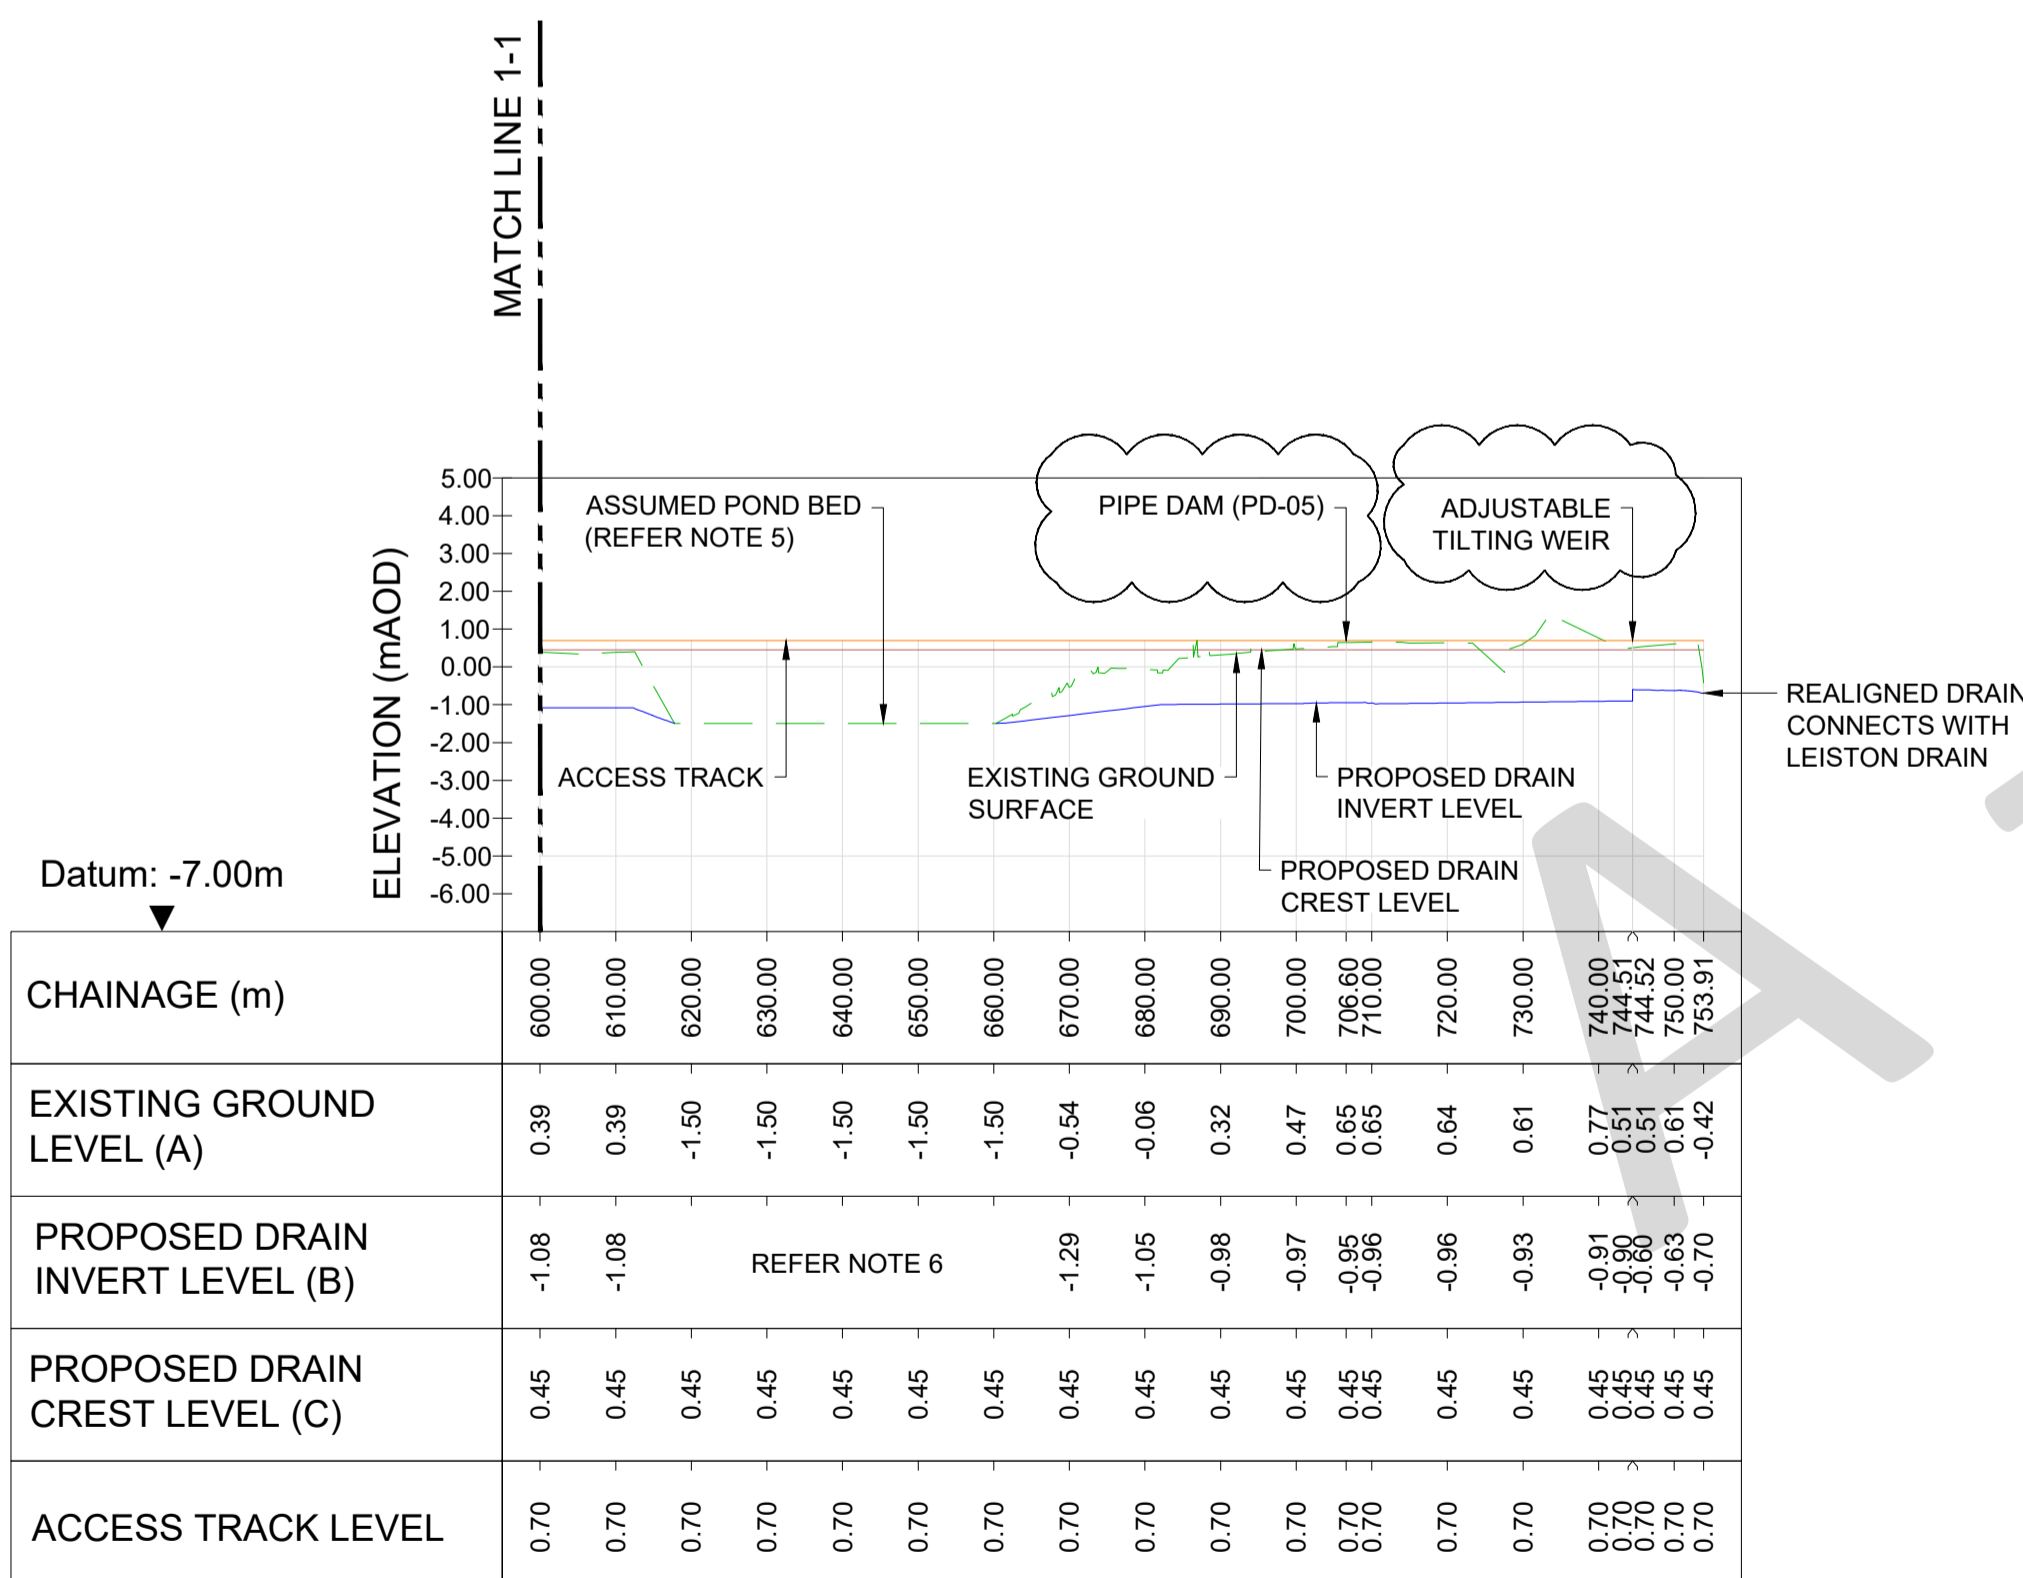 MATCH LINE 1-1
ELEVATION (mAOD)
5.00
4.00
3.00
2.00
1.00
0.00
-1.00
-2.00
-3.00
-4.00
-5.00
-6.00
ASSUMED POND BED
(REFER NOTE 5)
PIPE DAM (PD-05)
ADJUSTABLE
TILTING WEIR
ACCESS TRACK
EXISTING GROUND
SURFACE
PROPOSED DRAIN
INVERT LEVEL
PROPOSED DRAIN
CREST LEVEL
REALIGNED DRAIN
CONNECTS WITH
LEISTON DRAIN
Datum: -7.00m
CHAINAGE (m)
600.00 610.00 620.00 630.00 640.00 650.00 660.00 670.00 680.00 690.00 700.00 706.60 710.00 720.00 730.00 740.00 744.51 744.52 750.00 753.91
EXISTING GROUND
LEVEL (A)
0.39 0.39 -1.50 -1.50 -1.50 -1.50 -1.50 -0.54 -0.06 0.32 0.47 0.65 0.65 0.64 0.61 0.77 0.51 0.51 0.61 -0.42
PROPOSED DRAIN
INVERT LEVEL (B)
-1.08 -1.08 REFER NOTE 6 -1.29 -1.05 -0.98 -0.97 -0.95 -0.96 -0.96 -0.93 -0.91 -0.90 -0.60 -0.63 -0.70
PROPOSED DRAIN
CREST LEVEL (C)
0.45 0.45 0.45 0.45 0.45 0.45 0.45 0.45 0.45 0.45 0.45 0.45 0.45 0.45 0.45 0.45 0.45 0.45 0.45 0.45
ACCESS TRACK LEVEL
0.70 0.70 0.70 0.70 0.70 0.70 0.70 0.70 0.70 0.70 0.70 0.70 0.70 0.70 0.70 0.70 0.70 0.70 0.70 0.70
A